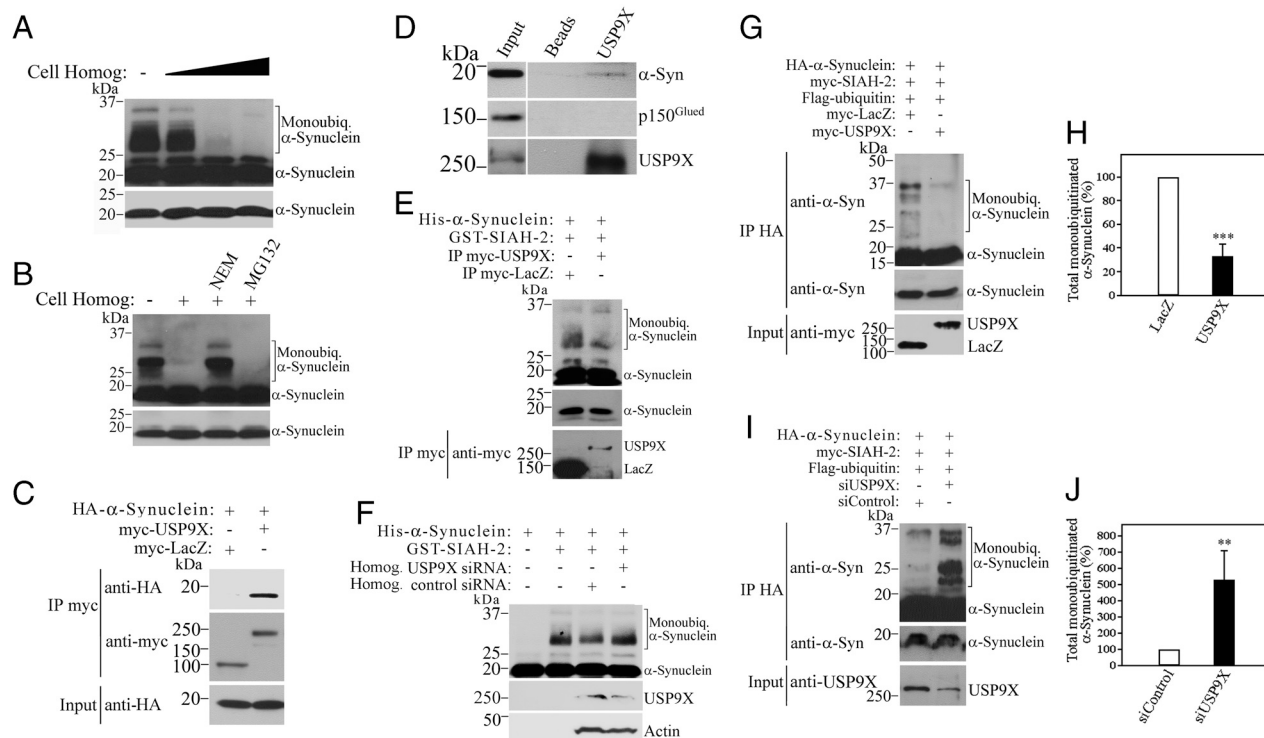 A
Cell Homog: -
kDa
37
25
20
Monoubiq.
α-Synuclein
α-Synuclein
25
20
α-Synuclein
B
NEM
MG132
Cell Homog: - + + +
kDa
37
25
20
Monoubiq.
α-Synuclein
α-Synuclein
25
20
α-Synuclein
C
HA-α-Synuclein: + +
myc-USP9X: - +
myc-LacZ: + -
kDa
IP myc
anti-HA
20
anti-myc
250
150
100
Input
anti-HA
20
D
kDa
Input
Beads
USP9X
20
α-Syn
150
p150Glued
250
USP9X
E
His-α-Synuclein: + +
GST-SIAH-2: + +
IP myc-USP9X: - +
IP myc-LacZ: + -
kDa
37
25
20
Monoubiq.
α-Synuclein
α-Synuclein
25
20
α-Synuclein
IP myc
anti-myc
250
150
USP9X
LacZ
F
His-α-Synuclein: + + + +
GST-SIAH-2: - + + +
Homog. USP9X siRNA: - - - +
Homog. control siRNA: - - + -
kDa
37
25
20
Monoubiq.
α-Synuclein
α-Synuclein
250
USP9X
50
Actin
G
HA-α-Synuclein: + +
myc-SIAH-2: + +
Flag-ubiquitin: + +
myc-LacZ: + -
myc-USP9X: - +
kDa
50
37
25
20
15
IP HA
anti-α-Syn
Monoubiq.
α-Synuclein
α-Synuclein
anti-α-Syn
α-Synuclein
Input
anti-myc
250
150
100
USP9X
LacZ
H
Total monoubiquitinated
α-Synuclein (%)
120
100
80
60
40
20
0
***
LacZ
USP9X
I
HA-α-Synuclein: + +
myc-SIAH-2: + +
Flag-ubiquitin: + +
siUSP9X: - +
siControl: + -
kDa
37
25
20
IP HA
anti-α-Syn
Monoubiq.
α-Synuclein
α-Synuclein
anti-α-Syn
20
α-Synuclein
Input
anti-USP9X
250
USP9X
J
Total monoubiquitinated
α-Synuclein (%)
800
700
600
500
400
300
200
100
0
**
siControl
siUSP9X